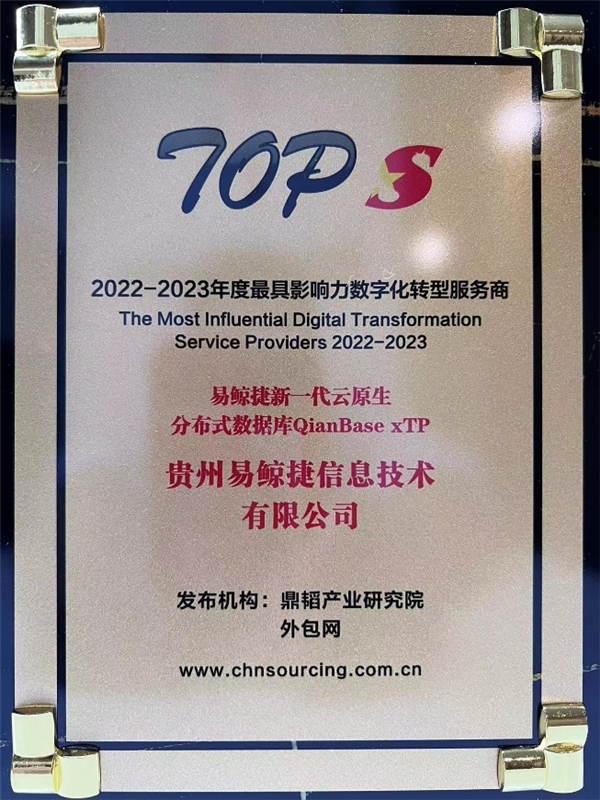 TOP S
2022-2023年度最具影响力数字化转型服务商
The Most Influential Digital Transformation
Service Providers 2022-2023
易鲸捷新一代云原生
分布式数据库QianBase xTP
贵州易鲸捷信息技术
有限公司
发布机构：鼎韬产业研究院
外包网
www.chnsourcing.com.cn